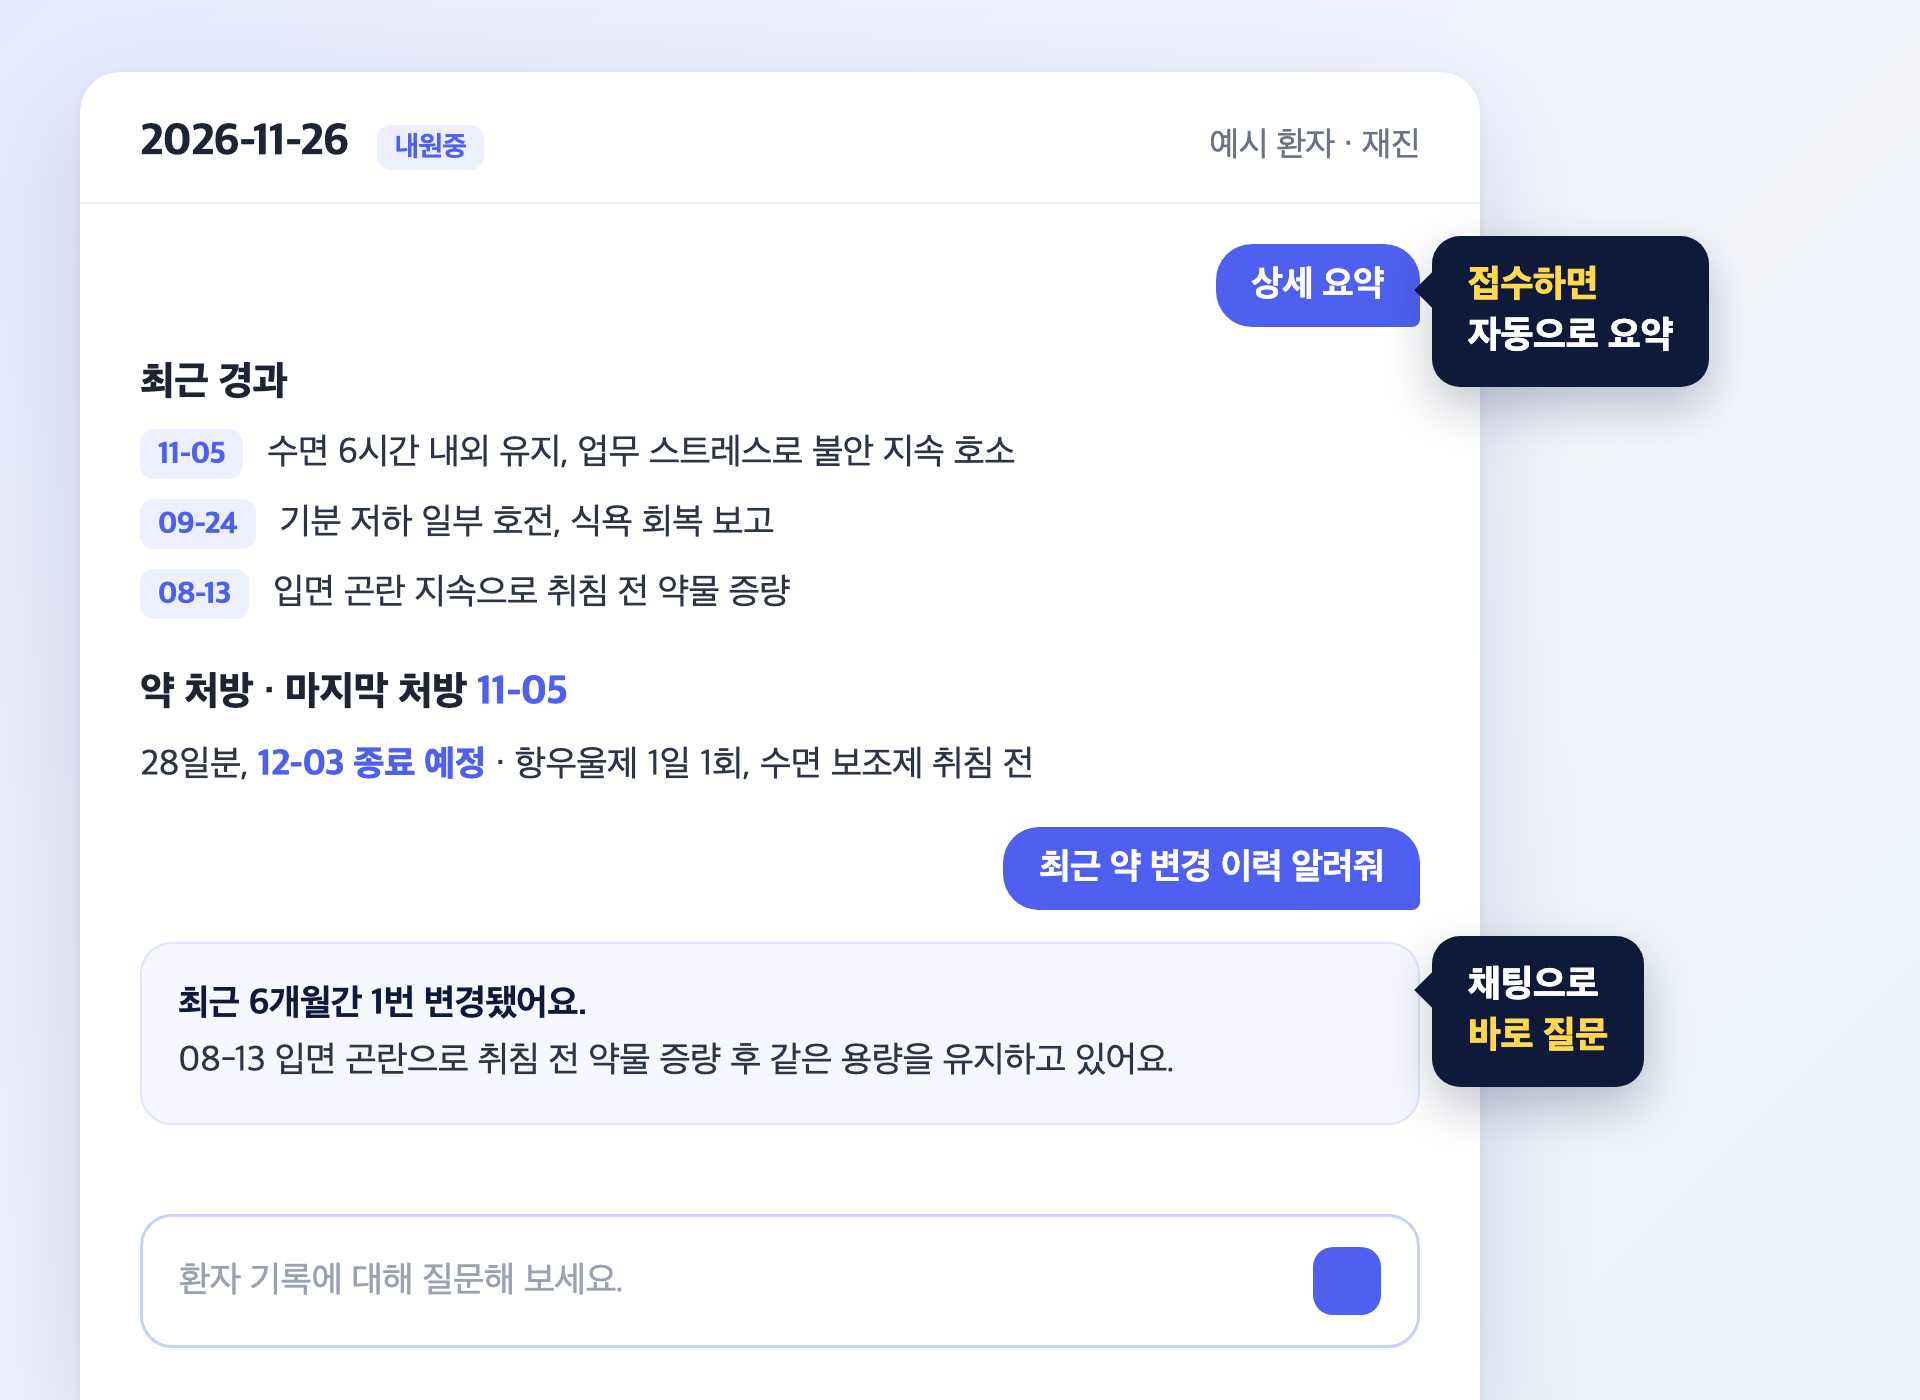 2026-11-26 내원중
예시 환자 · 재진
상세 요약
접수하면
자동으로 요약
최근 경과
11-05 수면 6시간 내외 유지, 업무 스트레스로 불안 지속 호소
09-24 기분 저하 일부 호전, 식욕 회복 보고
08-13 입면 곤란 지속으로 취침 전 약물 증량
약 처방 · 마지막 처방 11-05
28일분, 12-03 종료 예정 · 항우울제 1일 1회, 수면 보조제 취침 전
최근 약 변경 이력 알려줘
최근 6개월간 1번 변경됐어요.
08-13 입면 곤란으로 취침 전 약물 증량 후 같은 용량을 유지하고 있어요.
채팅으로
바로 질문
환자 기록에 대해 질문해 보세요.